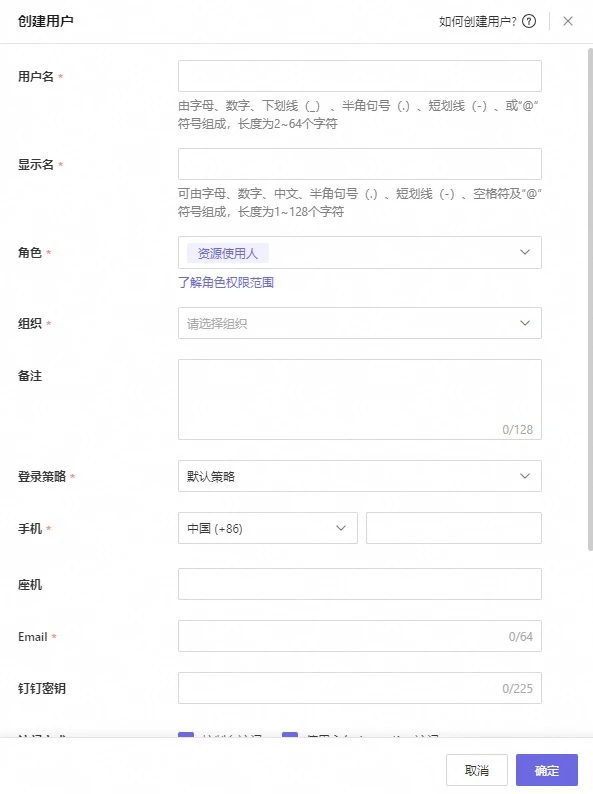 创建用户
如何创建用户? ?
用户名 *
由字母、数字、下划线（_）、半角句号（.）、短划线（-）、或“@”
符号组成，长度为2~64个字符
显示名 *
可由字母、数字、中文、半角句号（.）、短划线（-）、空格符及“@”
符号组成，长度为1~128个字符
角色 *
资源使用人
了解角色权限范围
组织 *
请选择组织
备注
0/128
登录策略 *
默认策略
手机 *
中国 (+86)
座机
Email *
0/64
钉钉密钥
0/225
取消
确定